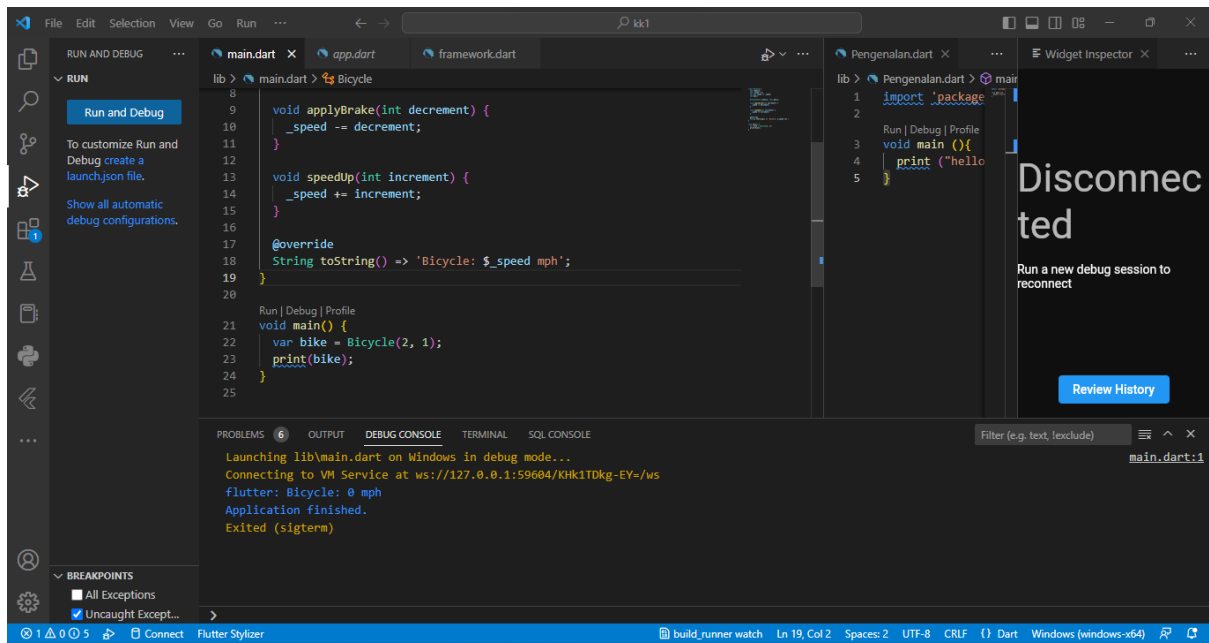 File Edit Selection View Go Run ··· ← → kk1
RUN AND DEBUG ···
RUN
Run and Debug
To customize Run and
Debug create a
launch.json file.
Show all automatic
debug configurations.
1
BREAKPOINTS
All Exceptions
Uncaught Except...
main.dart × app.dart framework.dart ···
lib > main.dart > Bicycle
8
9 void applyBrake(int decrement) {
10 _speed -= decrement;
11 }
12
13 void speedUp(int increment) {
14 _speed += increment;
15 }
16
17 @override
18 String toString() => 'Bicycle: $_speed mph';
19 }
20
Run | Debug | Profile
21 void main() {
22 var bike = Bicycle(2, 1);
23 print(bike);
24 }
25
Pengenalan.dart × ···
lib > Pengenalan.dart > main
1 import 'package
2
Run | Debug | Profile
3 void main (){
4 print ("hello
5 }
Widget Inspector × ···
Disconnec
ted
Run a new debug session to
reconnect
Review History
PROBLEMS 6 OUTPUT DEBUG CONSOLE TERMINAL SQL CONSOLE Filter (e.g. text, !exclude)
Launching lib\main.dart on Windows in debug mode... main.dart:1
Connecting to VM Service at ws://127.0.0.1:59604/KHk1TDkg-EY=/ws
flutter: Bicycle: 0 mph
Application finished.
Exited (sigterm)
>
1 0 5 Connect Flutter Stylizer build_runner watch Ln 19, Col 2 Spaces: 2 UTF-8 CRLF {} Dart Windows (windows-x64)